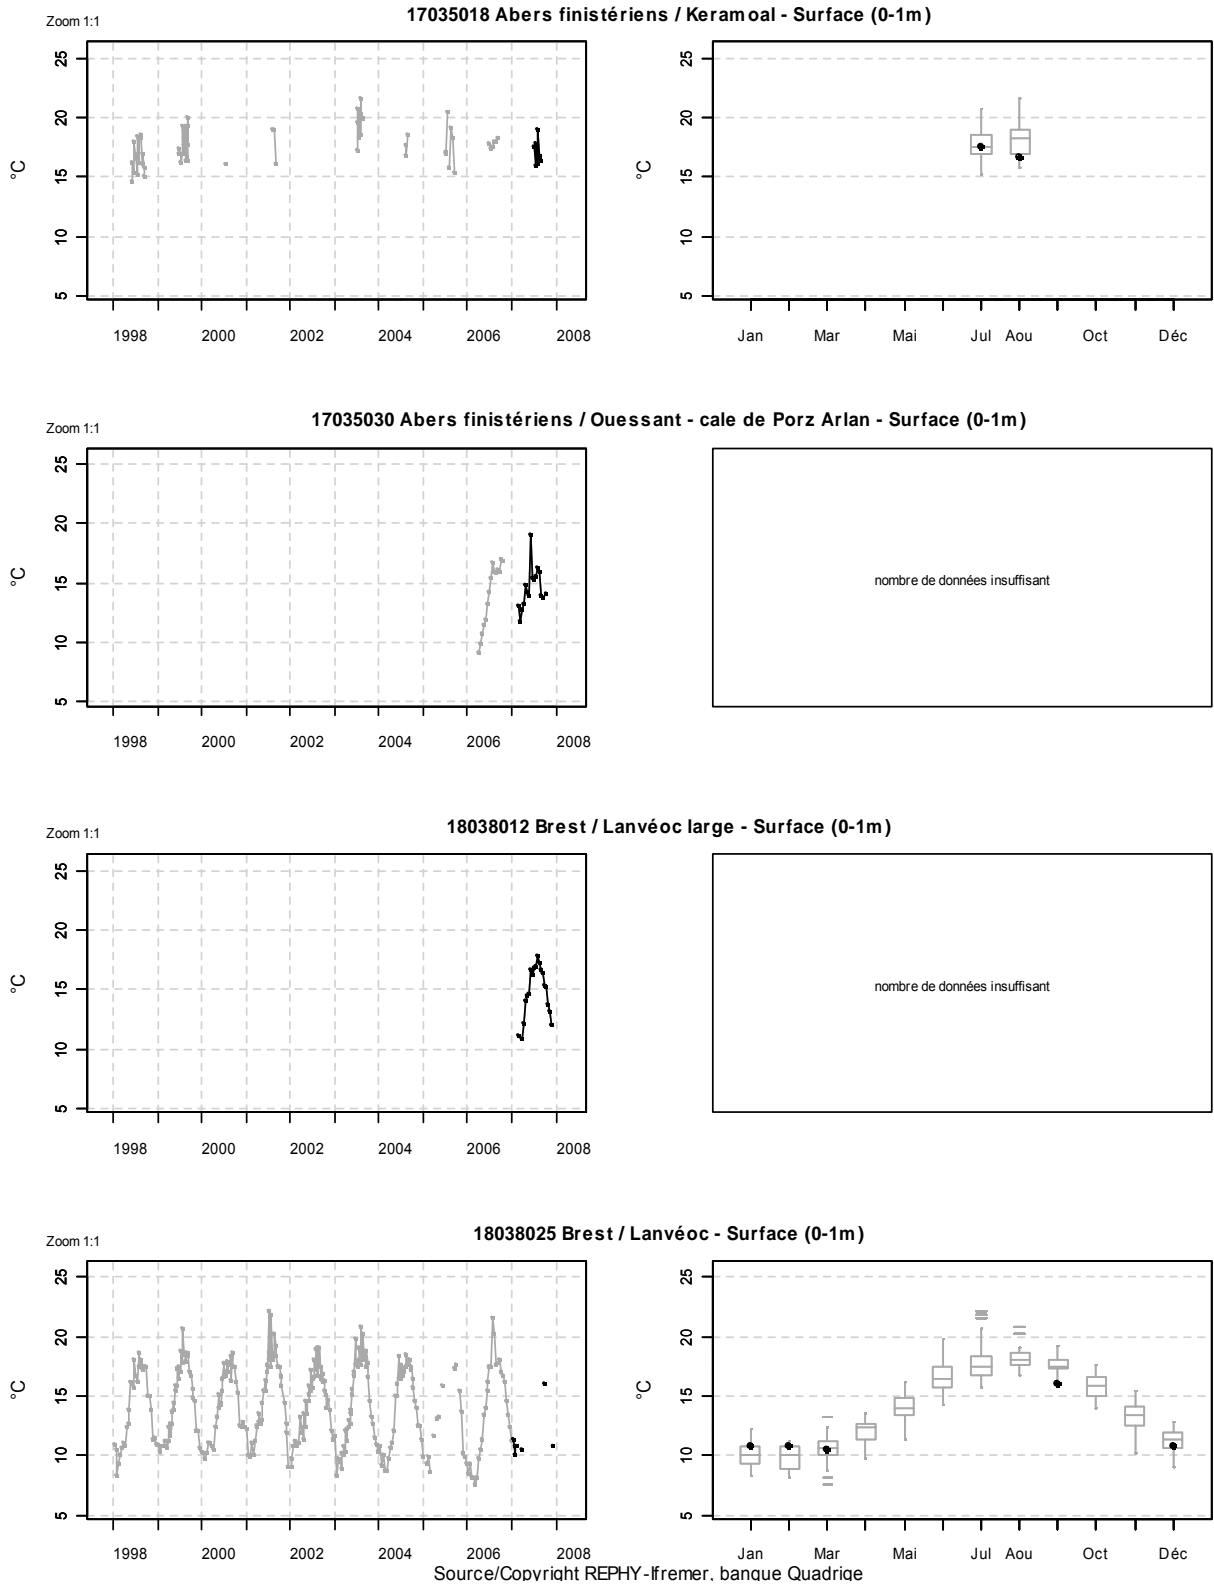 17035018 Abers finistériens / Keramoal - Surface (0-1m)
Zoom 1:1
25
20
15
10
5
°C
1998 2000 2002 2004 2006 2008
25
20
15
10
5
°C
Jan Mar Mai Jul Aou Oct Déc
17035030 Abers finistériens / Ouessant - cale de Porz Arlan - Surface (0-1m)
Zoom 1:1
25
20
15
10
5
°C
1998 2000 2002 2004 2006 2008
nombre de données insuffisant
18038012 Brest / Lanvéoc large - Surface (0-1m)
Zoom 1:1
25
20
15
10
5
°C
1998 2000 2002 2004 2006 2008
nombre de données insuffisant
18038025 Brest / Lanvéoc - Surface (0-1m)
Zoom 1:1
25
20
15
10
5
°C
1998 2000 2002 2004 2006 2008
25
20
15
10
5
°C
Jan Mar Mai Jul Aou Oct Déc
Source/Copyright REPHY-Ifremer, banque Quadrige